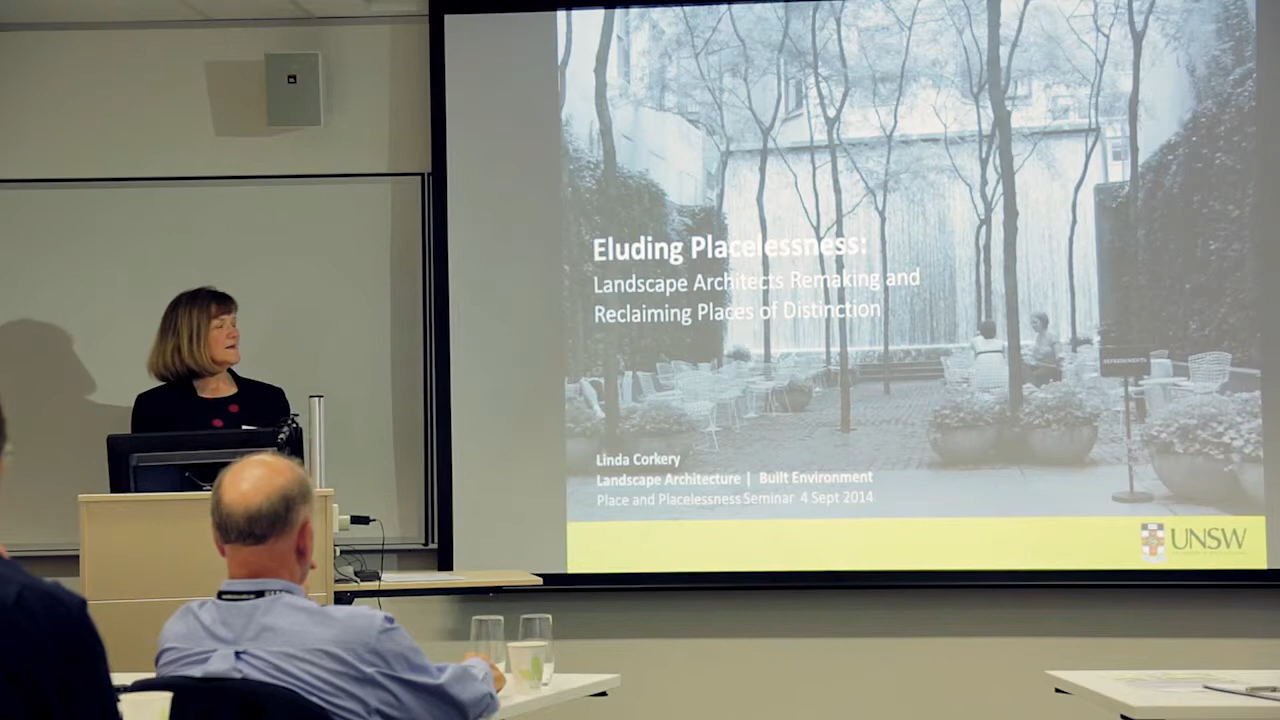 Eluding Placelessness:
Landscape Architects Remaking and
Reclaiming Places of Distinction
REFRESHMENTS
Linda Corkery
Landscape Architecture | Built Environment
Place and Placelessness Seminar 4 Sept 2014
UNSW